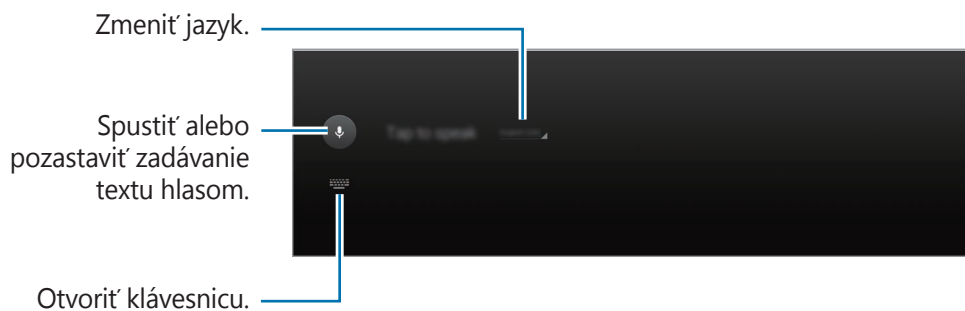 Zmeniť jazyk.
Spustiť alebo
pozastaviť zadávanie
textu hlasom.
Tap to speak
Otvoriť klávesnicu.